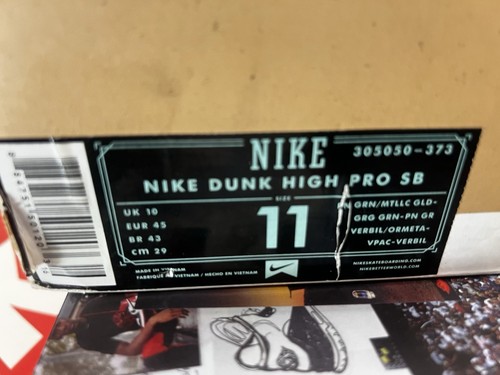 NIKE
305050-373
NIKE DUNK HIGH PRO SB
UK 10
EUR 45
BR 43
cm 29
SIZE
11
GRN/MTLLC GLD-
GRG GRN-PN GR
VERBIL/ORMETA-
VPAC-VERBIL
MADE IN VIETNAM
FABRIQUE AU VIETNAM / HECHO EN VIETNAM
NIKESKATEBOARDING.COM
NIKEBETTERWORLD.COM